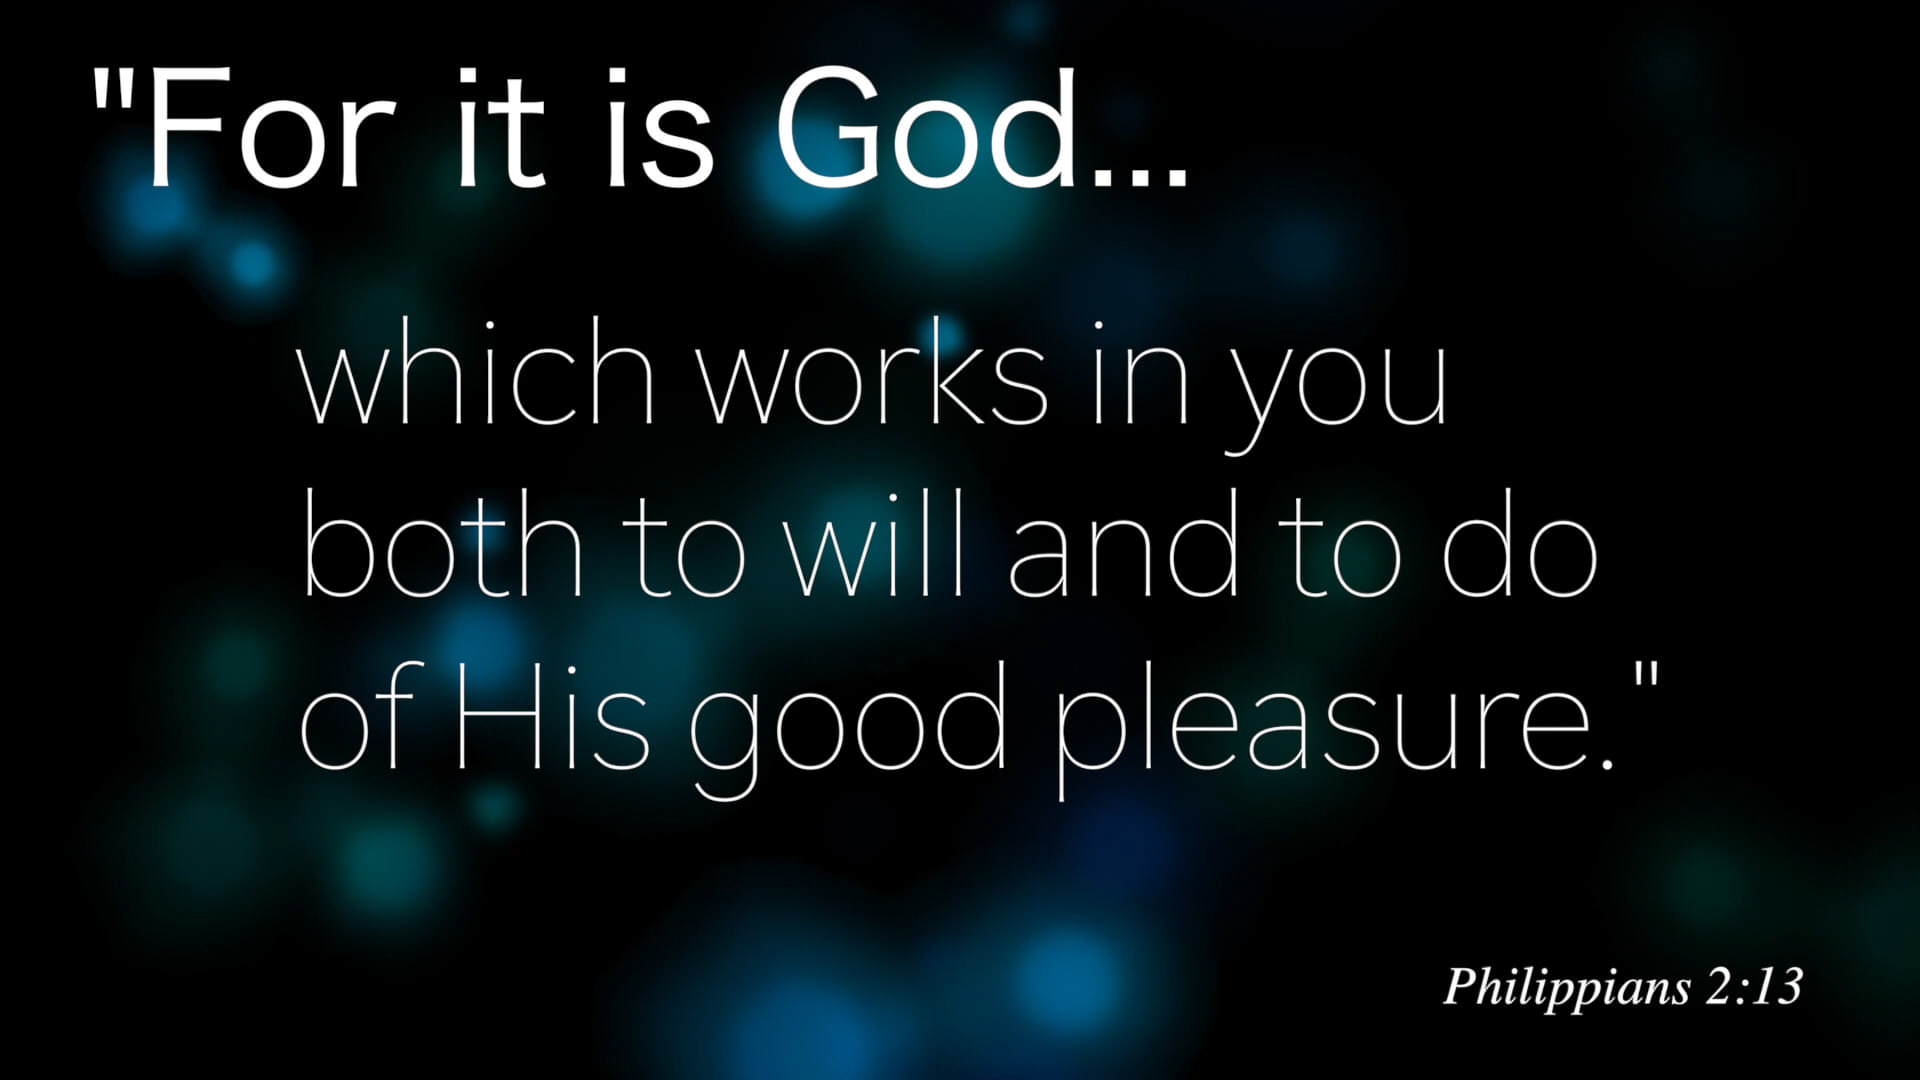 "For it is God...
which works in you
both to will and to do
of His good pleasure."
Philippians 2:13